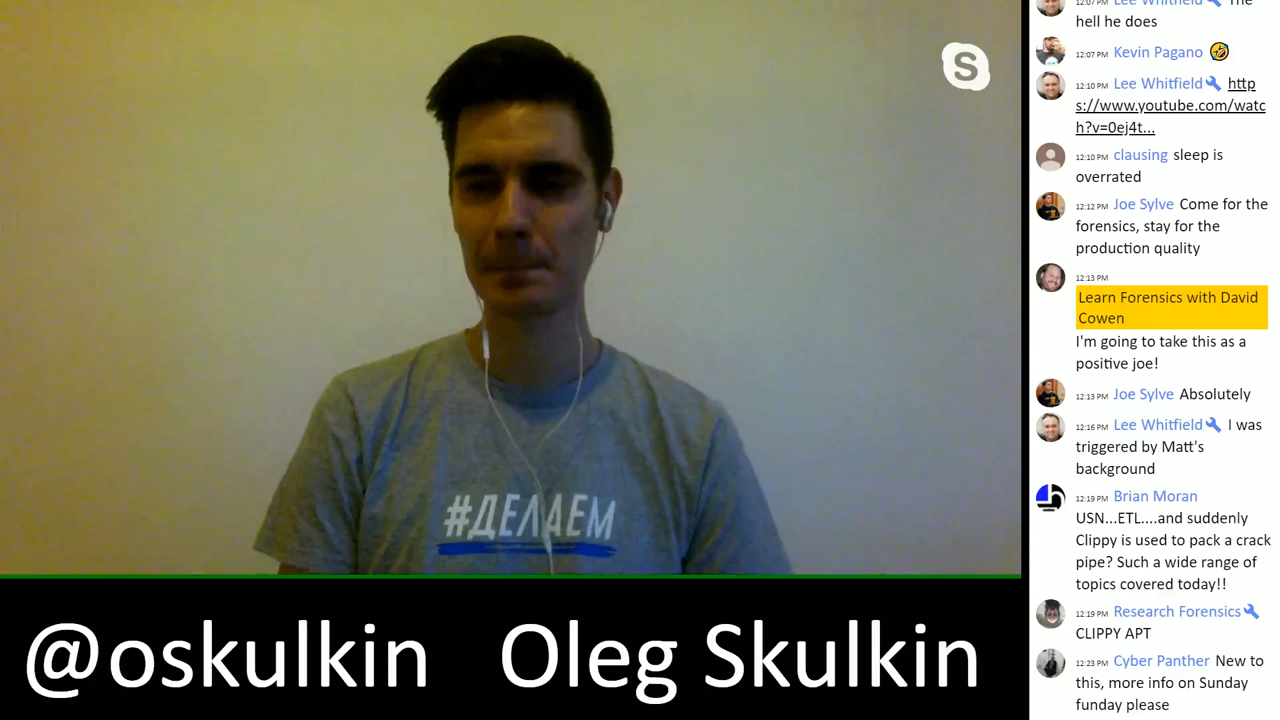 S
#ДЕЛАЕМ
@oskulkin Oleg Skulkin
hell he does
12:07 PM Kevin Pagano
12:10 PM Lee Whitfield http
s://www.youtube.com/watc
h?v=0ej4t...
12:10 PM clausing sleep is
overrated
12:12 PM Joe Sylve Come for the
forensics, stay for the
production quality
12:13 PM
Learn Forensics with David
Cowen
I'm going to take this as a
positive joe!
12:13 PM Joe Sylve Absolutely
12:16 PM Lee Whitfield I was
triggered by Matt's
background
12:19 PM Brian Moran
USN...ETL....and suddenly
Clippy is used to pack a crack
pipe? Such a wide range of
topics covered today!!
12:19 PM Research Forensics
CLIPPY APT
12:23 PM Cyber Panther New to
this, more info on Sunday
funday please